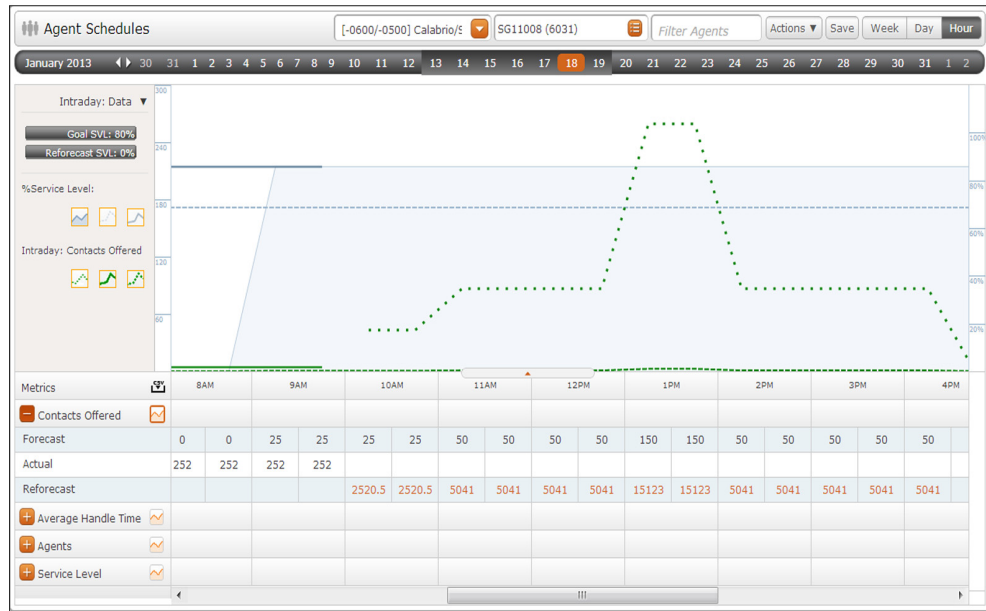 Agent Schedules [-0600/-0500] Calabrio/S SG11008 (6031) Filter Agents Actions ▼ Save Week Day Hour
January 2013 30 31 1 2 3 4 5 6 7 8 9 10 11 12 13 14 15 16 17 18 19 20 21 22 23 24 25 26 27 28 29 30 31 1 2
Intraday: Data ▼
300
Goal SVL: 80%
100%
Reforecast SVL: 0%
240
%Service Level:
80%
180
60%
Intraday: Contacts Offered
120
40%
60
20%
Metrics CSV 8AM 9AM 10AM 11AM 12PM 1PM 2PM 3PM 4PM
Contacts Offered
Forecast 0 0 25 25 25 25 50 50 50 50 150 150 50 50 50 50 50
Actual 252 252 252 252
Reforecast 2520.5 2520.5 5041 5041 5041 5041 15123 15123 5041 5041 5041 5041 5041
Average Handle Time
Agents
Service Level